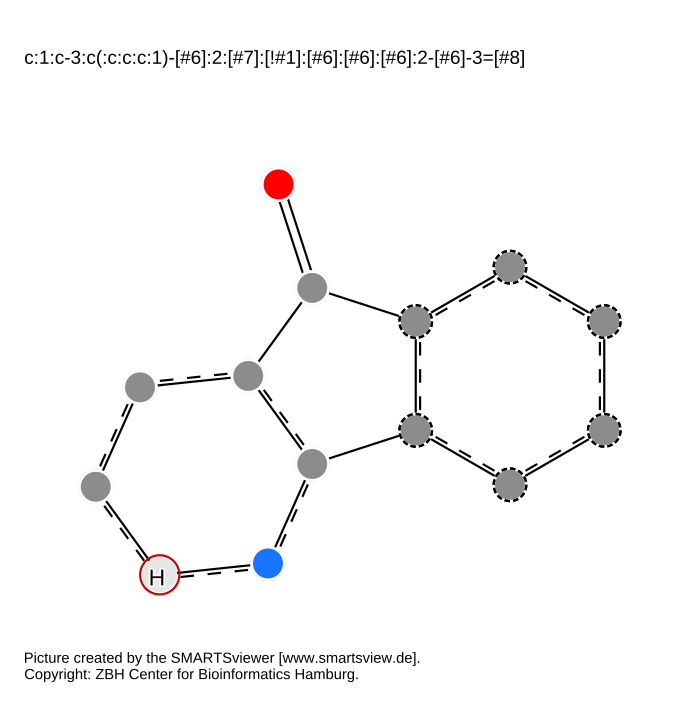 c:1:c-3:c(:c:c:c:1)-[#6]:2:[#7]:[!#1]:[#6]:[#6]:[#6]:2-[#6]-3=[#8]
H
Picture created by the SMARTSviewer [www.smartsview.de].
Copyright: ZBH Center for Bioinformatics Hamburg.